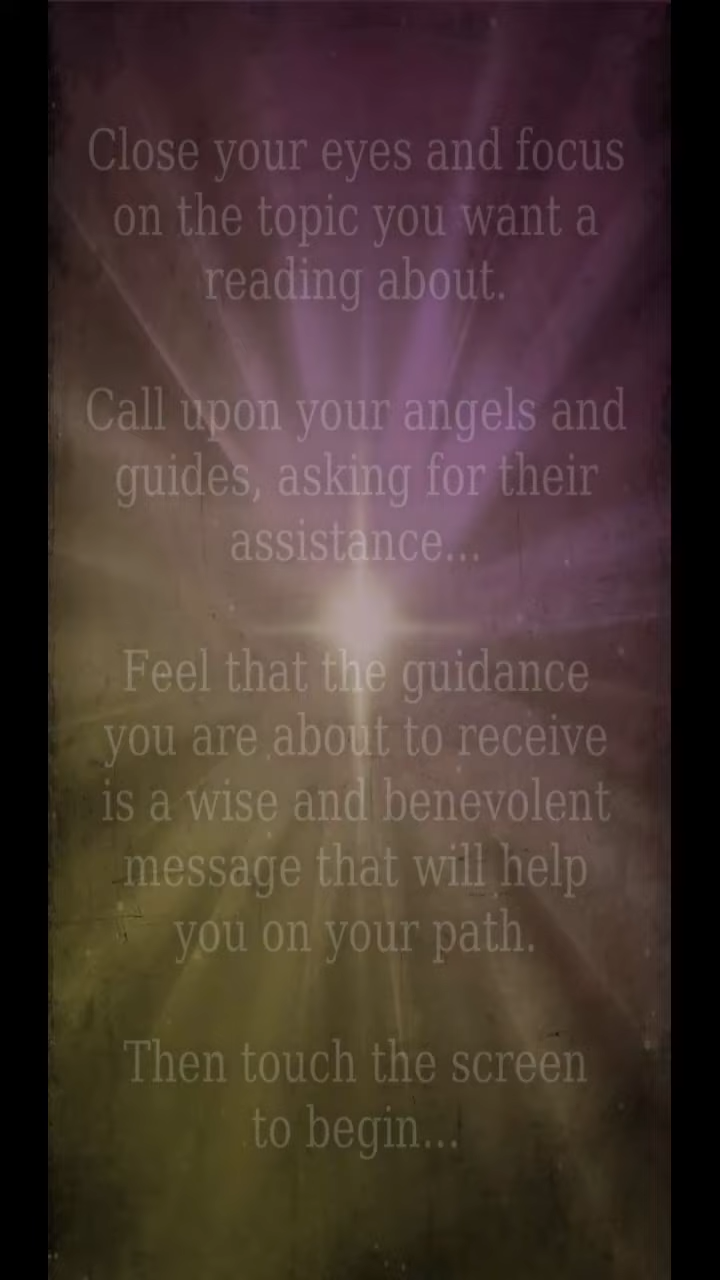 Close your eyes and focus
on the topic you want a
reading about.
Call upon your angels and
guides, asking for their
assistance...
Feel that the guidance
you are about to receive
is a wise and benevolent
message that will help
you on your path.
Then touch the screen
to begin...